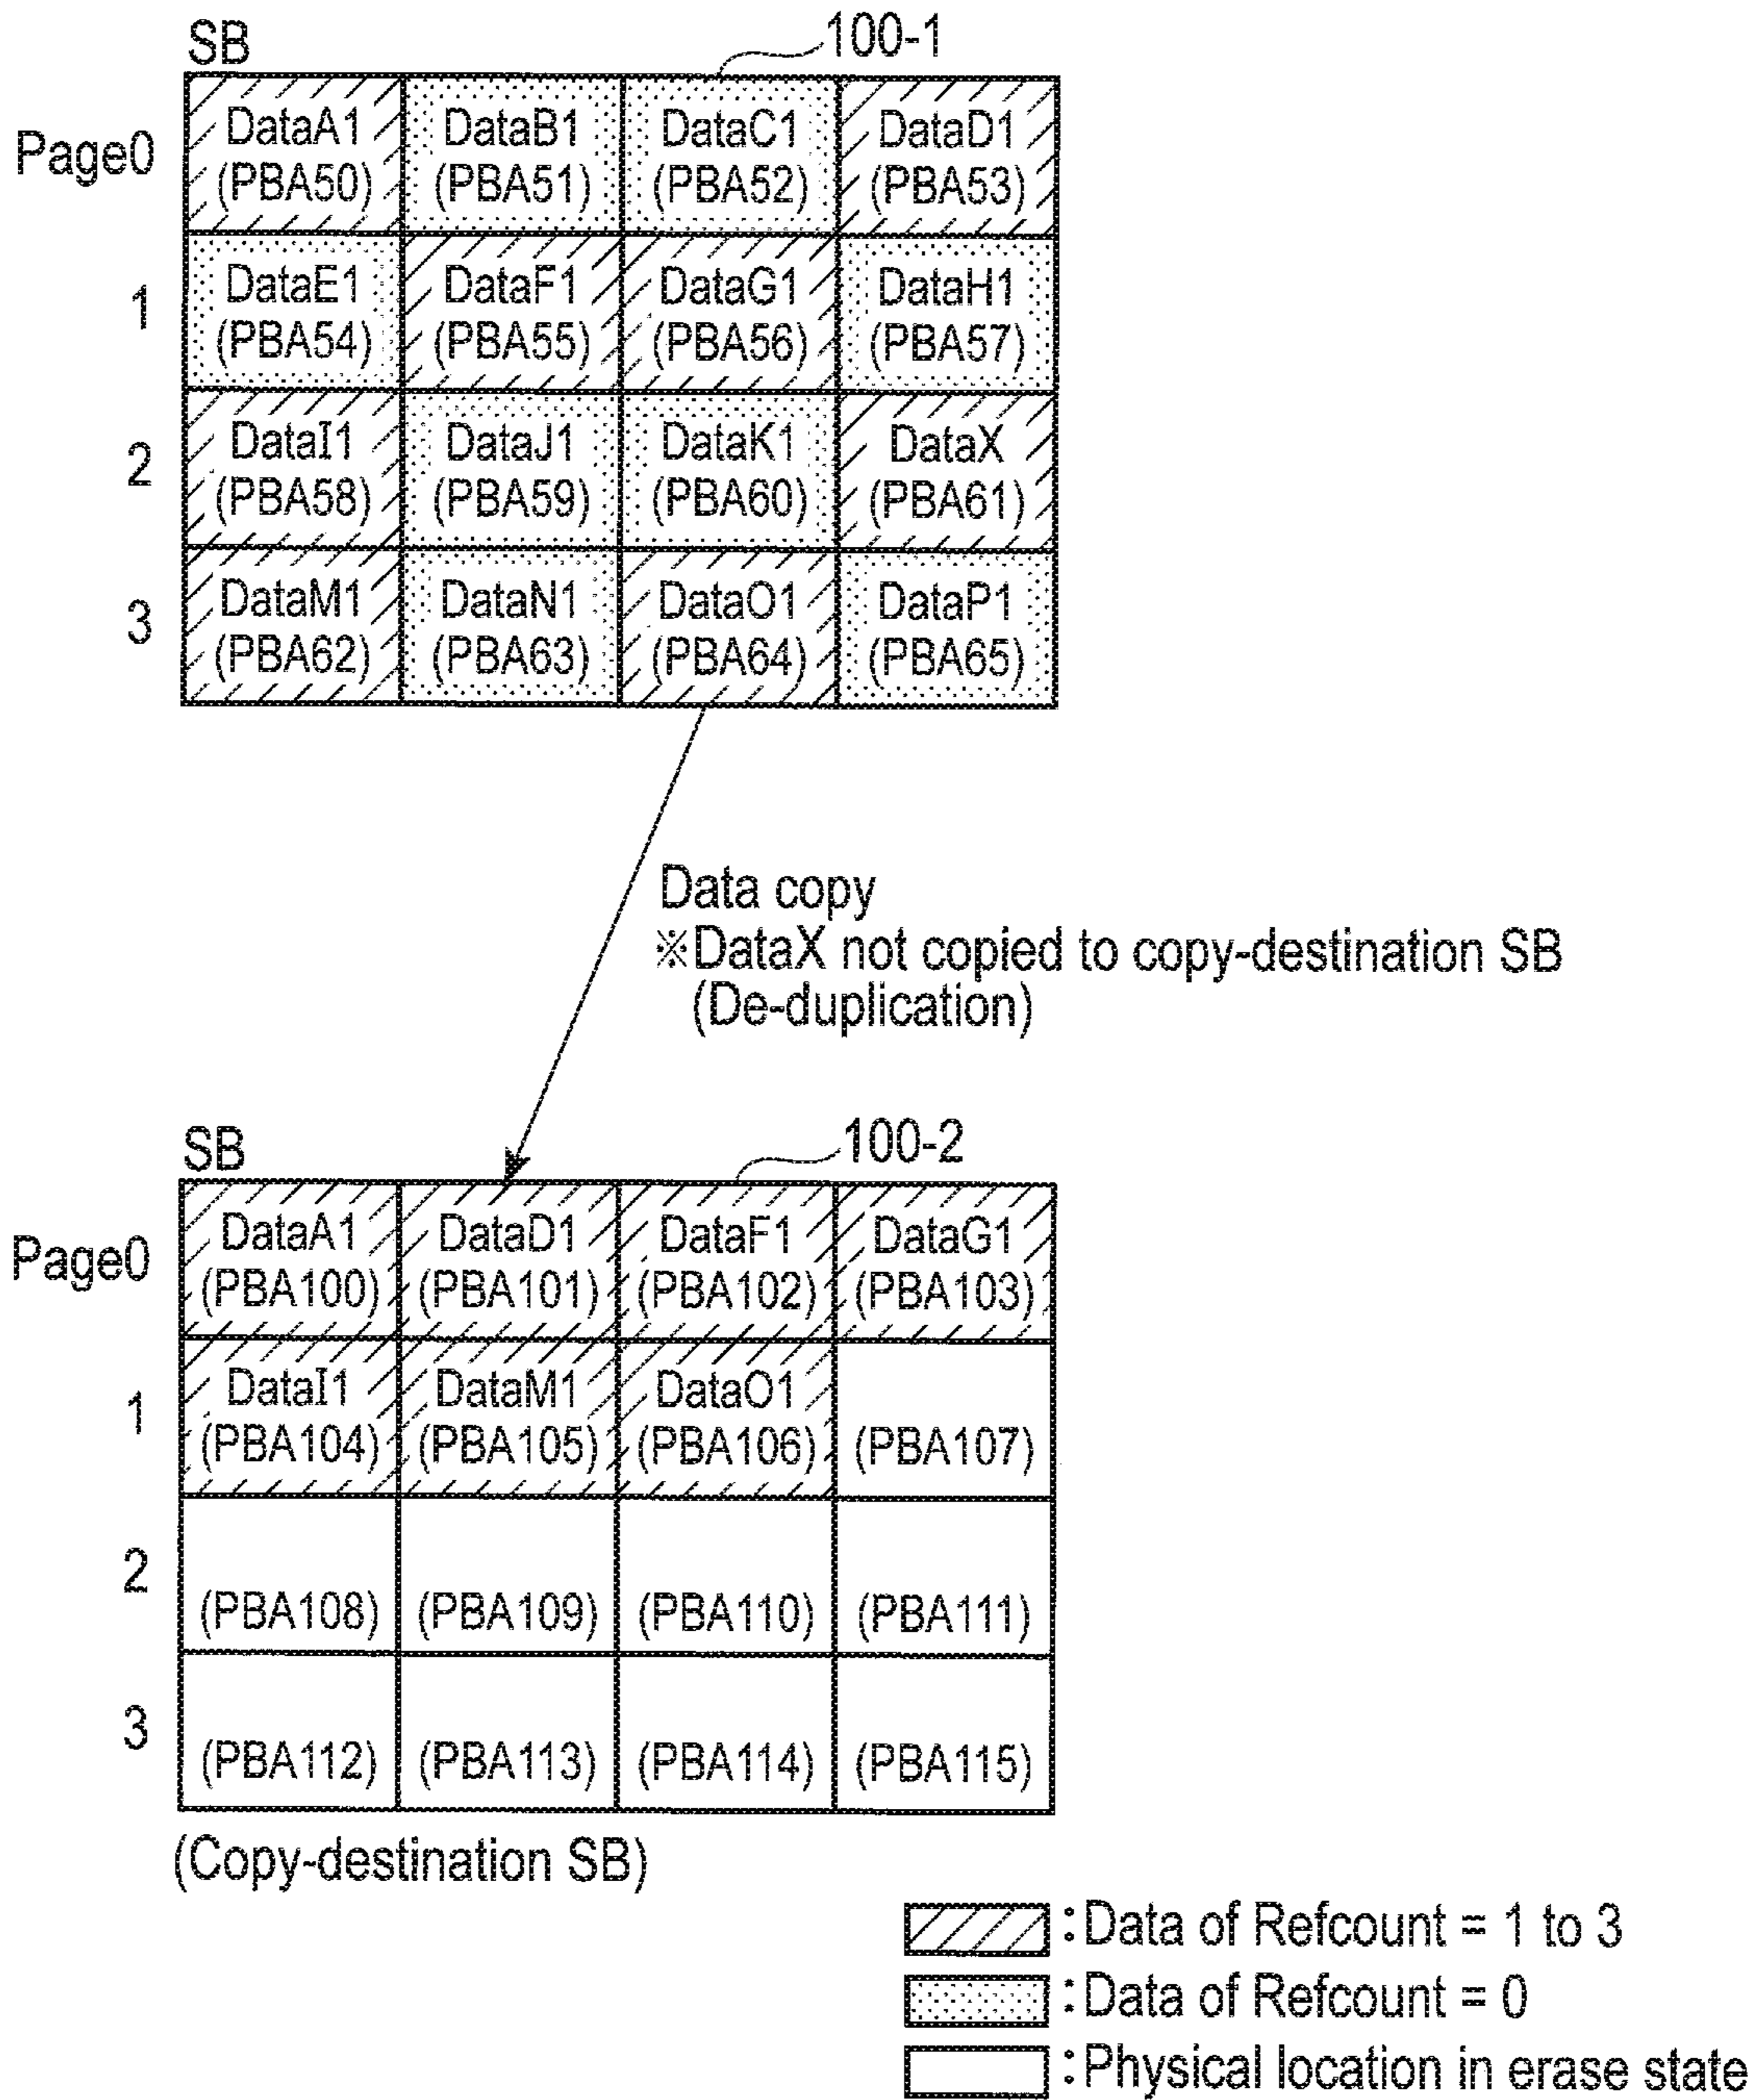 SB
100-1
Page0
DataA1 DataB1 DataC1 DataD1
(PBA50) (PBA51) (PBA52) (PBA53)
1
DataE1 DataF1 DataG1 DataH1
(PBA54) (PBA55) (PBA56) (PBA57)
2
DataI1 DataJ1 DataK1 DataX
(PBA58) (PBA59) (PBA60) (PBA61)
3
DataM1 DataN1 DataO1 DataP1
(PBA62) (PBA63) (PBA64) (PBA65)
Data copy
※DataX not copied to copy-destination SB
(De-duplication)
SB
100-2
Page0
DataA1 DataD1 DataF1 DataG1
(PBA100) (PBA101) (PBA102) (PBA103)
1
DataI1 DataM1 DataO1
(PBA104) (PBA105) (PBA106) (PBA107)
2
(PBA108) (PBA109) (PBA110) (PBA111)
3
(PBA112) (PBA113) (PBA114) (PBA115)
(Copy-destination SB)
:Data of Refcount = 1 to 3
:Data of Refcount = 0
:Physical location in erase state